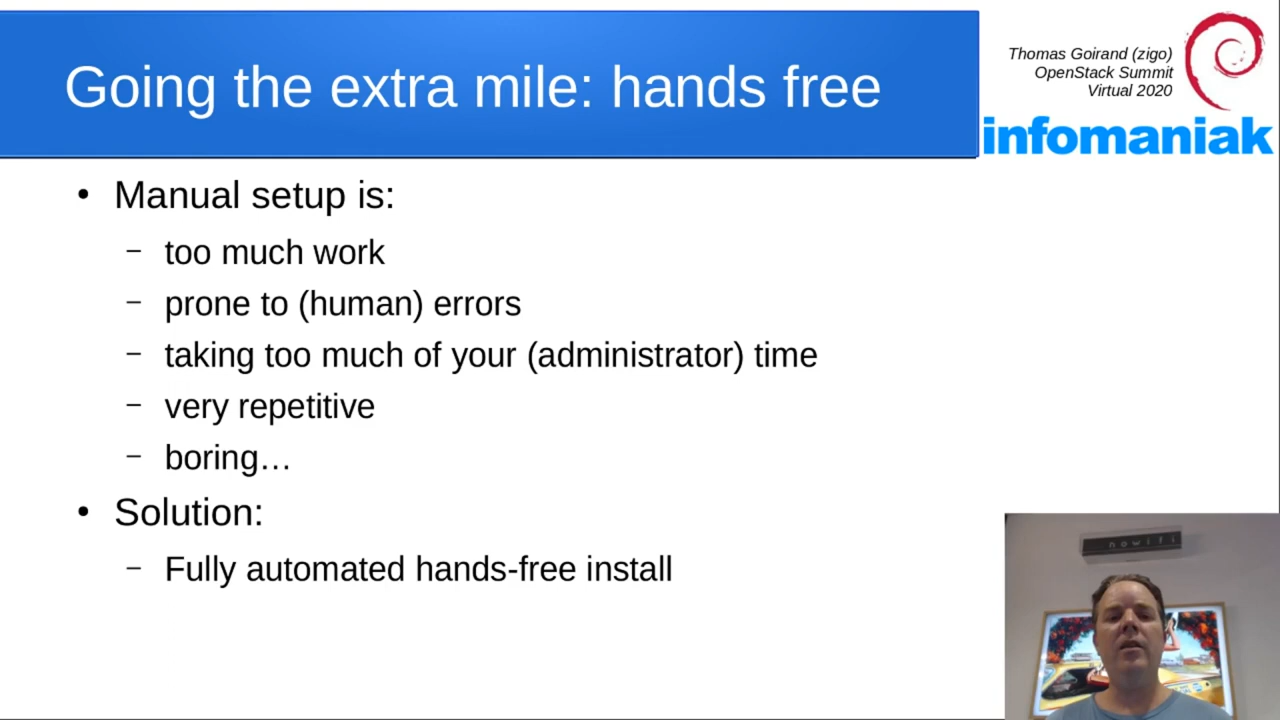 Going the extra mile: hands free
Thomas Goirand (zigo)
OpenStack Summit
Virtual 2020
infomaniak
• Manual setup is:
– too much work
– prone to (human) errors
– taking too much of your (administrator) time
– very repetitive
– boring…
• Solution:
– Fully automated hands-free install
nowifi